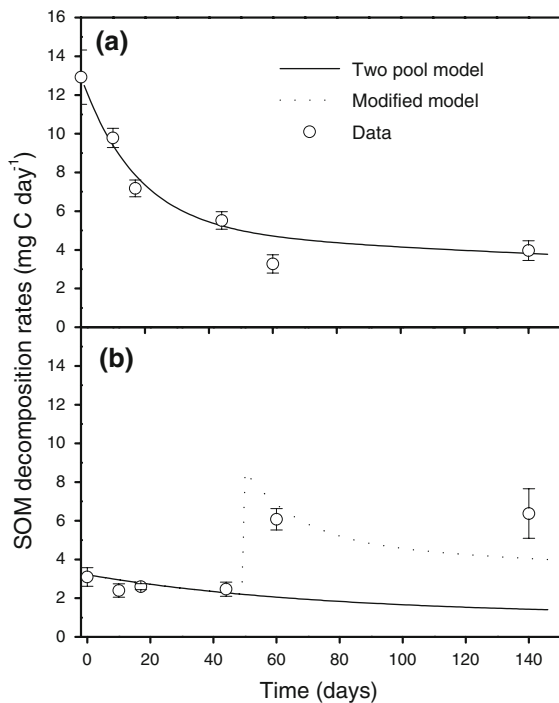 16
(a)
14
Two pool model
12
Modified model
10
Data
8
6
4
2
0
SOM decomposition rates (mg C day-1)
(b)
14
12
10
8
6
4
2
0
0 20 40 60 80 100 120 140
Time (days)